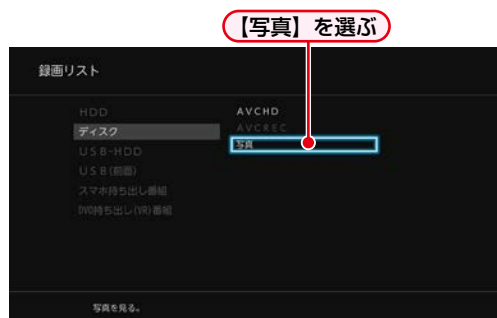 【写真】を選ぶ
録画リスト
HDD
ディスク
USB-HDD
USB(前面)
スマホ持ち出し番組
DVD持ち出し(VR)番組
AVCHD
AVCREC
写真
写真を見る。